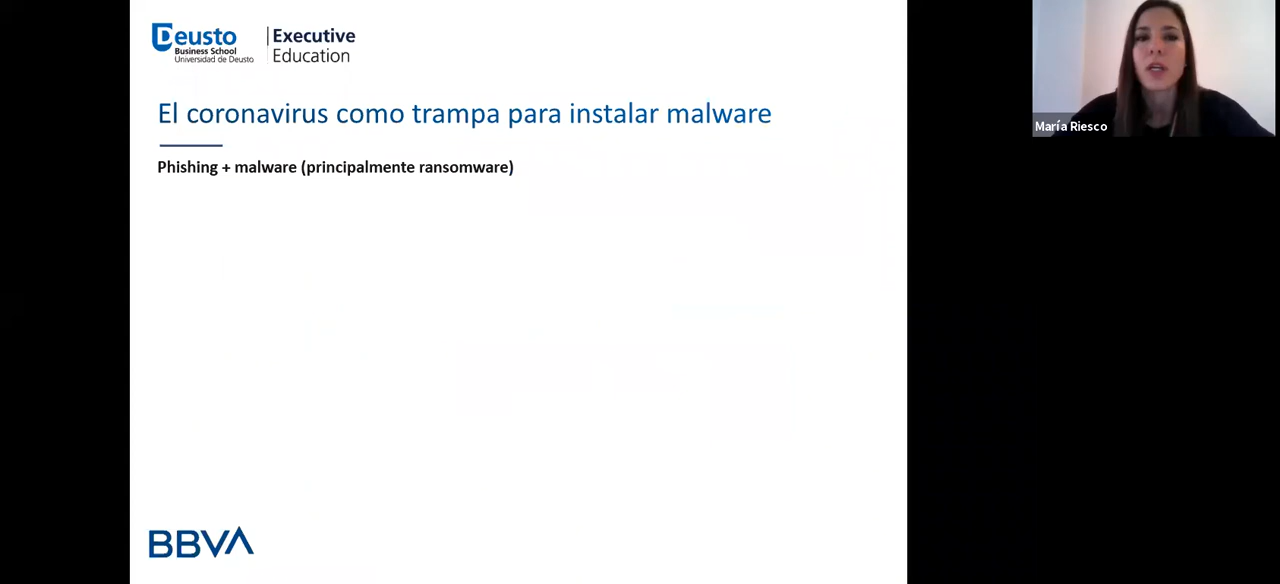 Deusto
Business School
Universidad de Deusto
Executive
Education
El coronavirus como trampa para instalar malware
Phishing + malware (principalmente ransomware)
María Riesco
BBVA